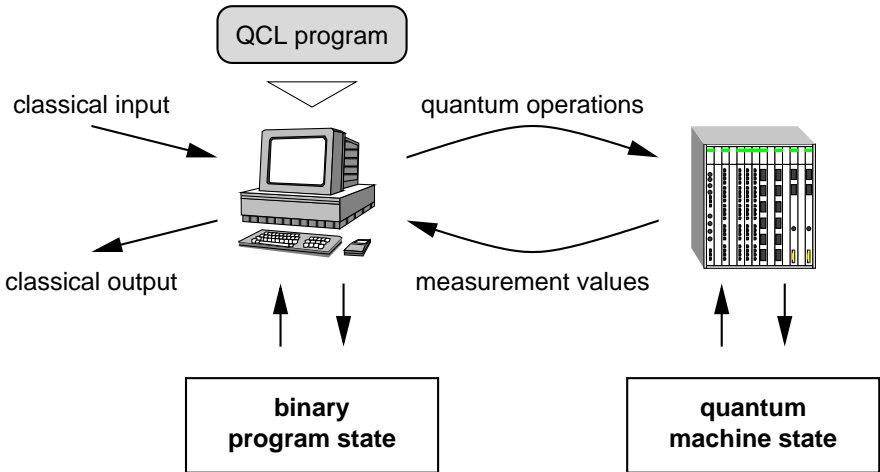 QCL program
classical input
quantum operations
classical output
measurement values
binary
program state
quantum
machine state